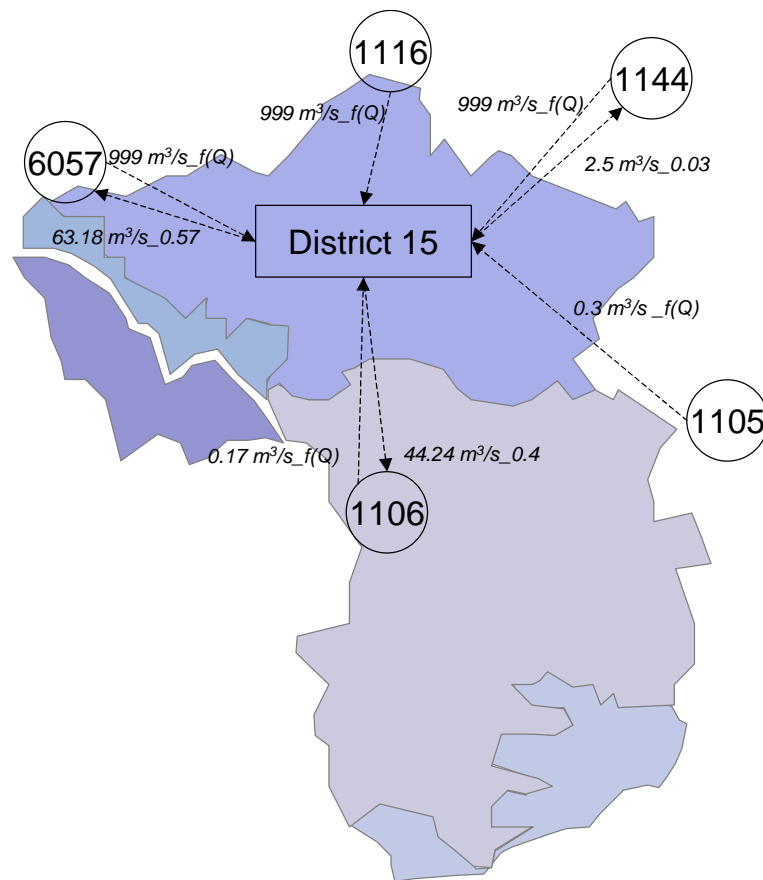 1116
1144
999 m³/s_f(Q)
999 m³/s_f(Q)
6057
999 m³/s_f(Q)
2.5 m³/s_0.03
63.18 m³/s_0.57
District 15
0.3 m³/s _f(Q)
1105
0.17 m³/s_f(Q)
44.24 m³/s_0.4
1106